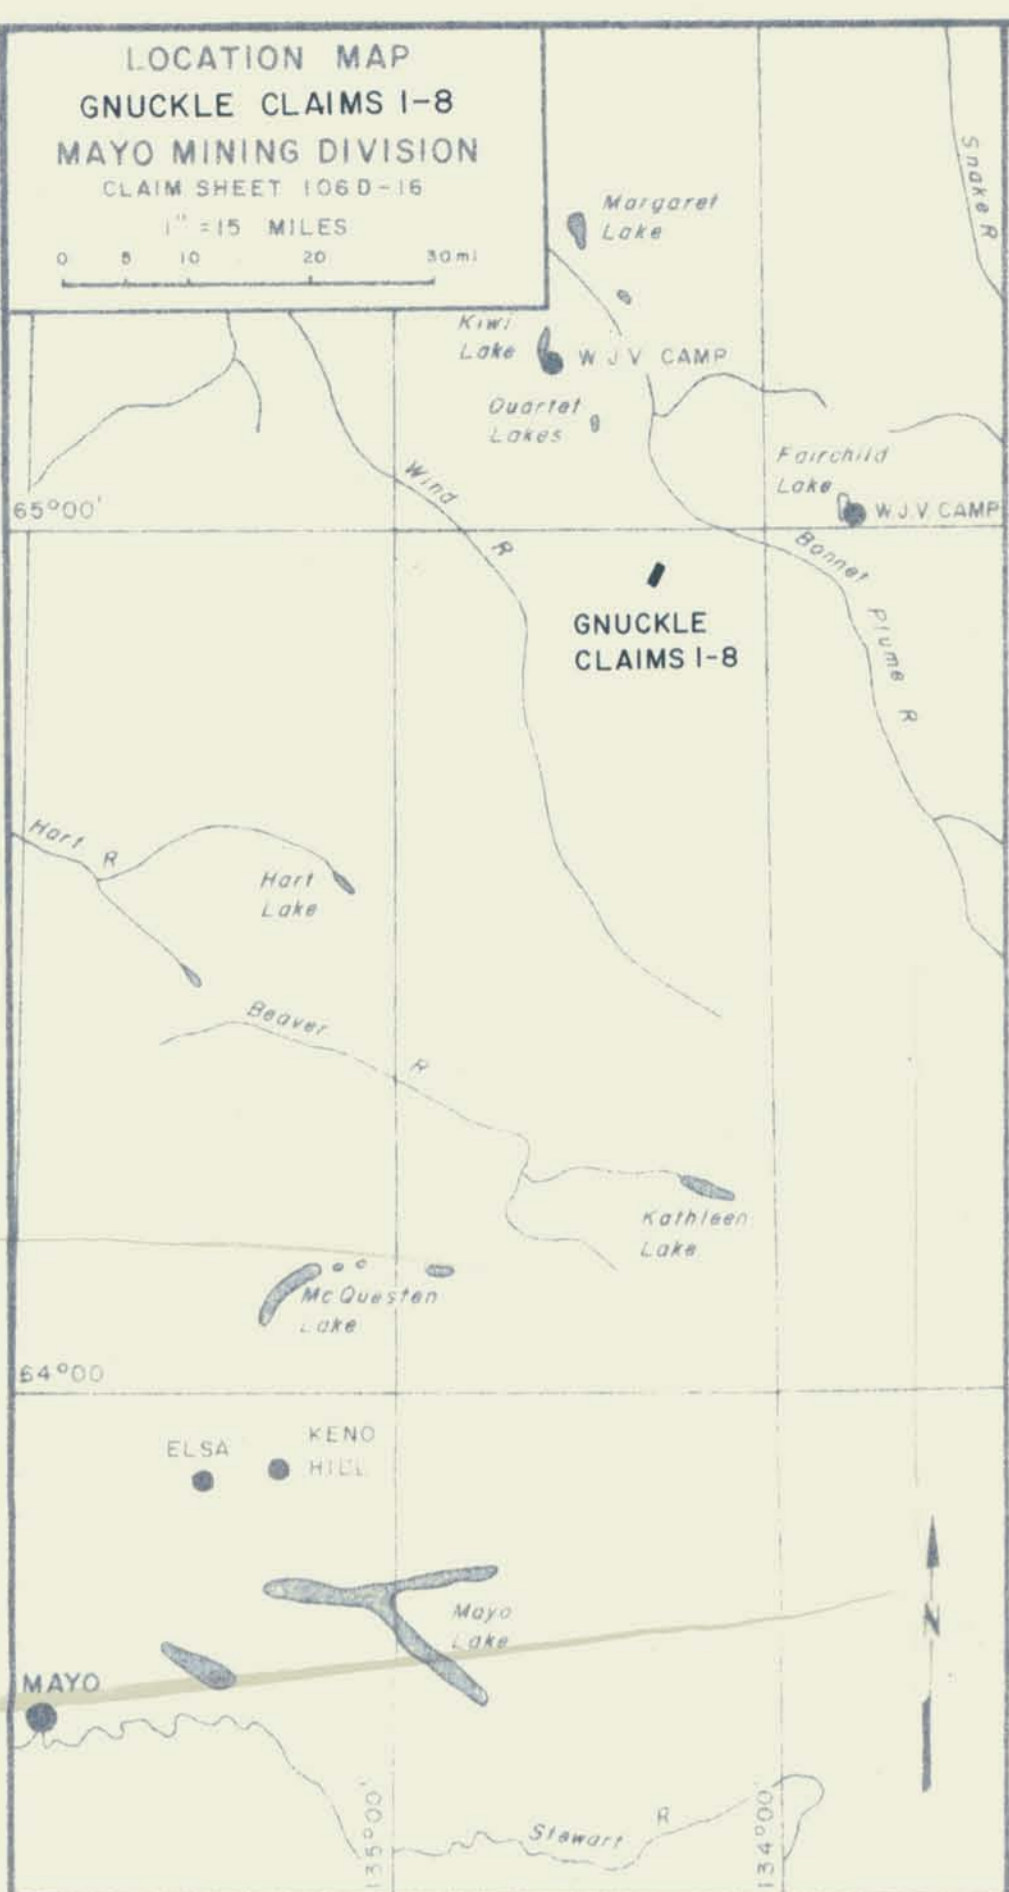 LOCATION MAP
GNUCKLE CLAIMS 1-8
MAYO MINING DIVISION
CLAIM SHEET 106D-16
1" = 15 MILES
0 5 10 20 30mi
Snake R
Margaret
Lake
Kiwi
Lake
W J V CAMP
Quartet
Lakes
Fairchild
Lake
W.J.V. CAMP
Wind R
65°00'
Bonnet Plume R
GNUCKLE
CLAIMS 1-8
Hart R
Hart
Lake
Beaver R
Kathleen
Lake
McQuesten
Lake
64°00
ELSA
KENO
HILL
Mayo
Lake
N
MAYO
Stewart R
135°00'
134°00'